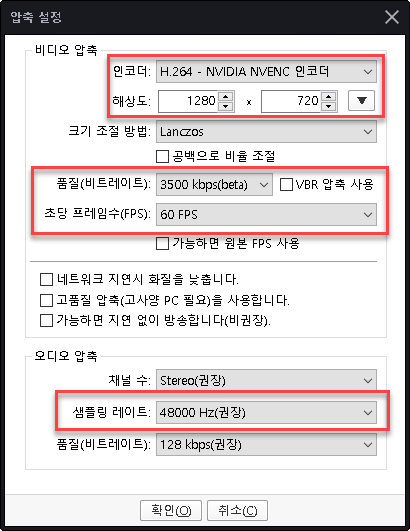 압축 설정
비디오 압축
인코더: H.264 - NVIDIA NVENC 인코더
해상도: 1280 x 720
크기 조절 방법: Lanczos
공백으로 비율 조절
품질(비트레이트): 3500 kbps(beta) VBR 압축 사용
초당 프레임수(FPS): 60 FPS
가능하면 원본 FPS 사용
네트워크 지연시 화질을 낮춥니다.
고품질 압축(고사양 PC 필요)을 사용합니다.
가능하면 지연 없이 방송합니다(비권장).
오디오 압축
채널 수: Stereo(권장)
샘플링 레이트: 48000 Hz(권장)
품질(비트레이트): 128 kbps(권장)
확인(O) 취소(C)